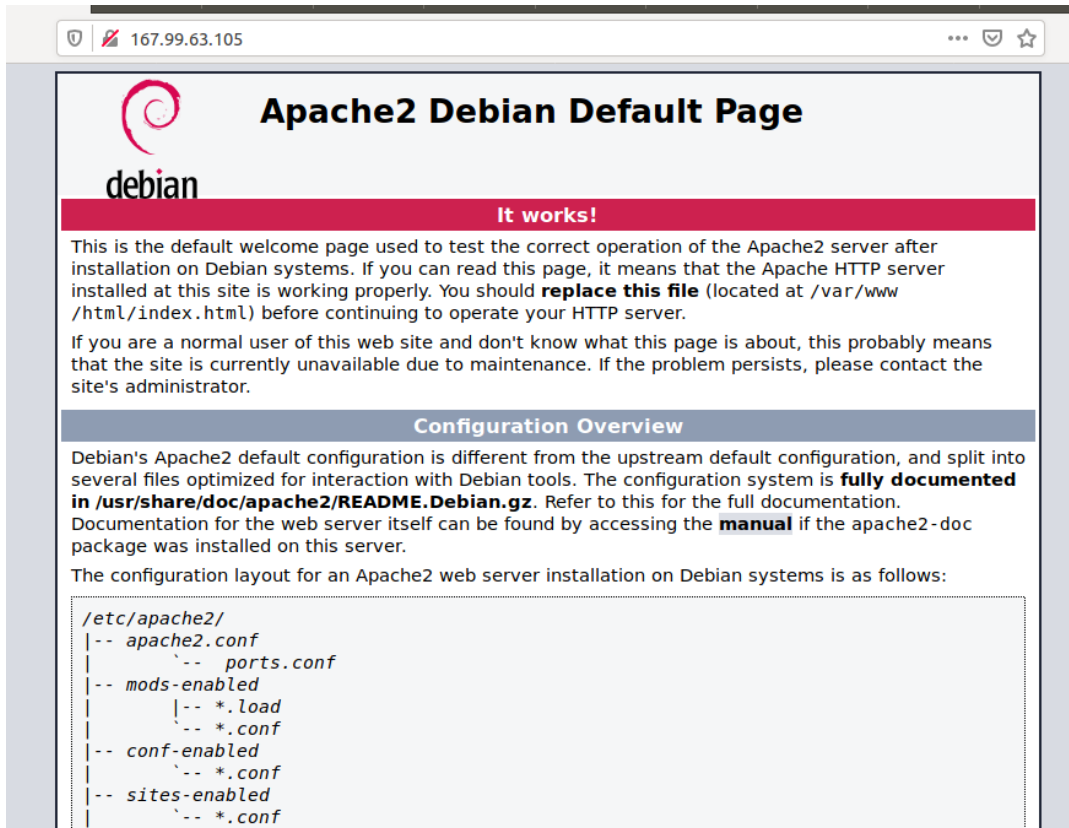 167.99.63.105
debian
Apache2 Debian Default Page
It works!
This is the default welcome page used to test the correct operation of the Apache2 server after
installation on Debian systems. If you can read this page, it means that the Apache HTTP server
installed at this site is working properly. You should replace this file (located at /var/www
/html/index.html) before continuing to operate your HTTP server.
If you are a normal user of this web site and don't know what this page is about, this probably means
that the site is currently unavailable due to maintenance. If the problem persists, please contact the
site's administrator.
Configuration Overview
Debian's Apache2 default configuration is different from the upstream default configuration, and split into
several files optimized for interaction with Debian tools. The configuration system is fully documented
in /usr/share/doc/apache2/README.Debian.gz. Refer to this for the full documentation.
Documentation for the web server itself can be found by accessing the manual if the apache2-doc
package was installed on this server.
The configuration layout for an Apache2 web server installation on Debian systems is as follows:
/etc/apache2/
|-- apache2.conf
|       `--  ports.conf
|-- mods-enabled
|       |-- *.load
|       `-- *.conf
|-- conf-enabled
|       `-- *.conf
|-- sites-enabled
|       `-- *.conf